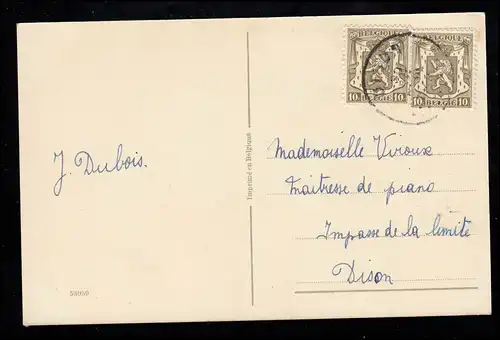 BELGIQUE BELGIQUE
10 BELGIE 10 10 BELGIE 10
J. Dubois.
Imprimé en Belgique
Mademoiselle Viroux
Maitresse de piano
Impasse de la limite
Dison